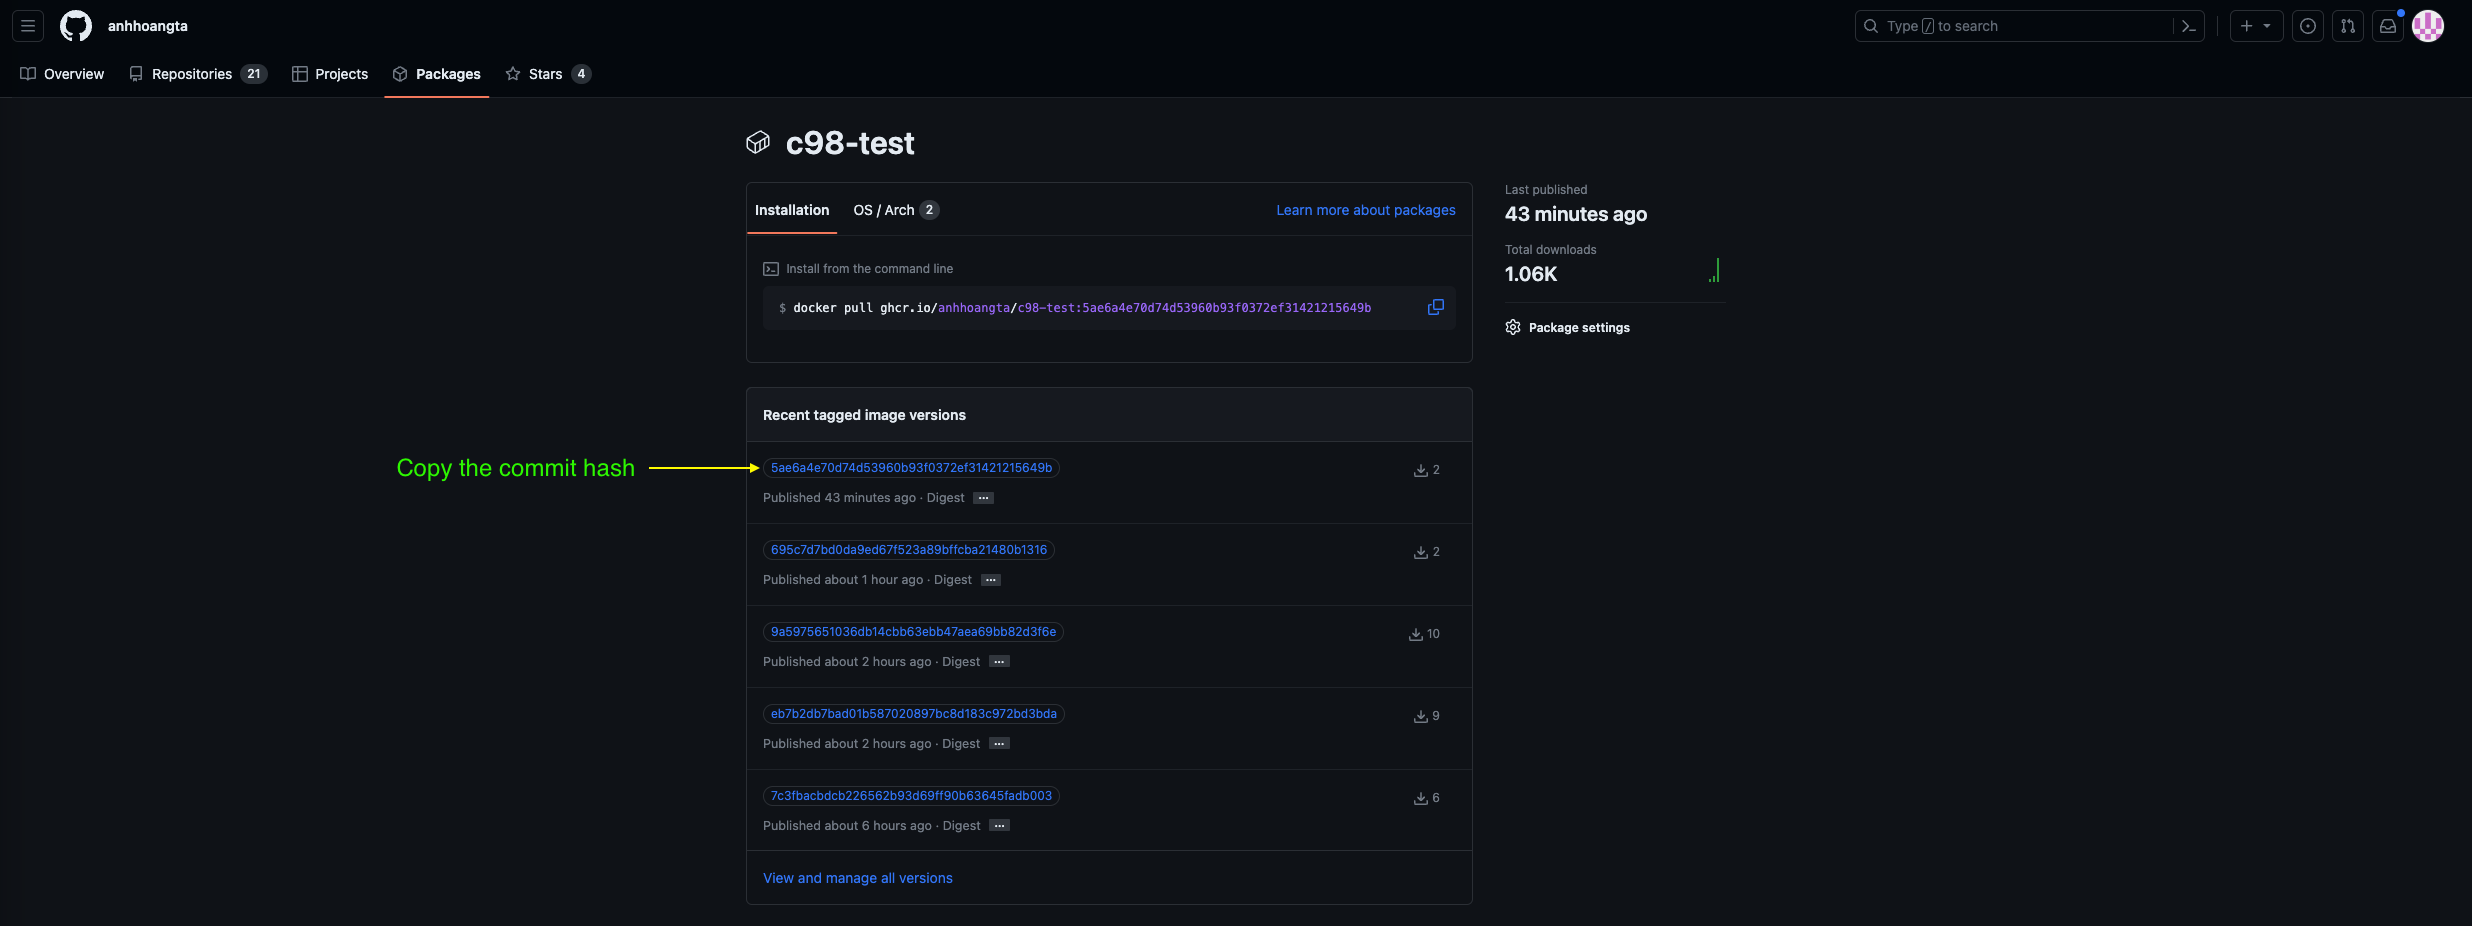 anhhoangta
Type / to search
Overview
Repositories 21
Projects
Packages
Stars 4
c98-test
Installation
OS / Arch 2
Learn more about packages
Install from the command line
$ docker pull ghcr.io/anhhoangta/c98-test:5ae6a4e70d74d53960b93f0372ef31421215649b
Last published
43 minutes ago
Total downloads
1.06K
Package settings
Recent tagged image versions
Copy the commit hash
5ae6a4e70d74d53960b93f0372ef31421215649b
2
Published 43 minutes ago · Digest ...
695c7d7bd0da9ed67f523a89bffcba21480b1316
2
Published about 1 hour ago · Digest ...
9a5975651036db14cbb63ebb47aea69bb82d3f6e
10
Published about 2 hours ago · Digest ...
eb7b2db7bad01b587020897bc8d183c972bd3bda
9
Published about 2 hours ago · Digest ...
7c3fbacbdcb226562b93d69ff90b63645fadb003
6
Published about 6 hours ago · Digest ...
View and manage all versions